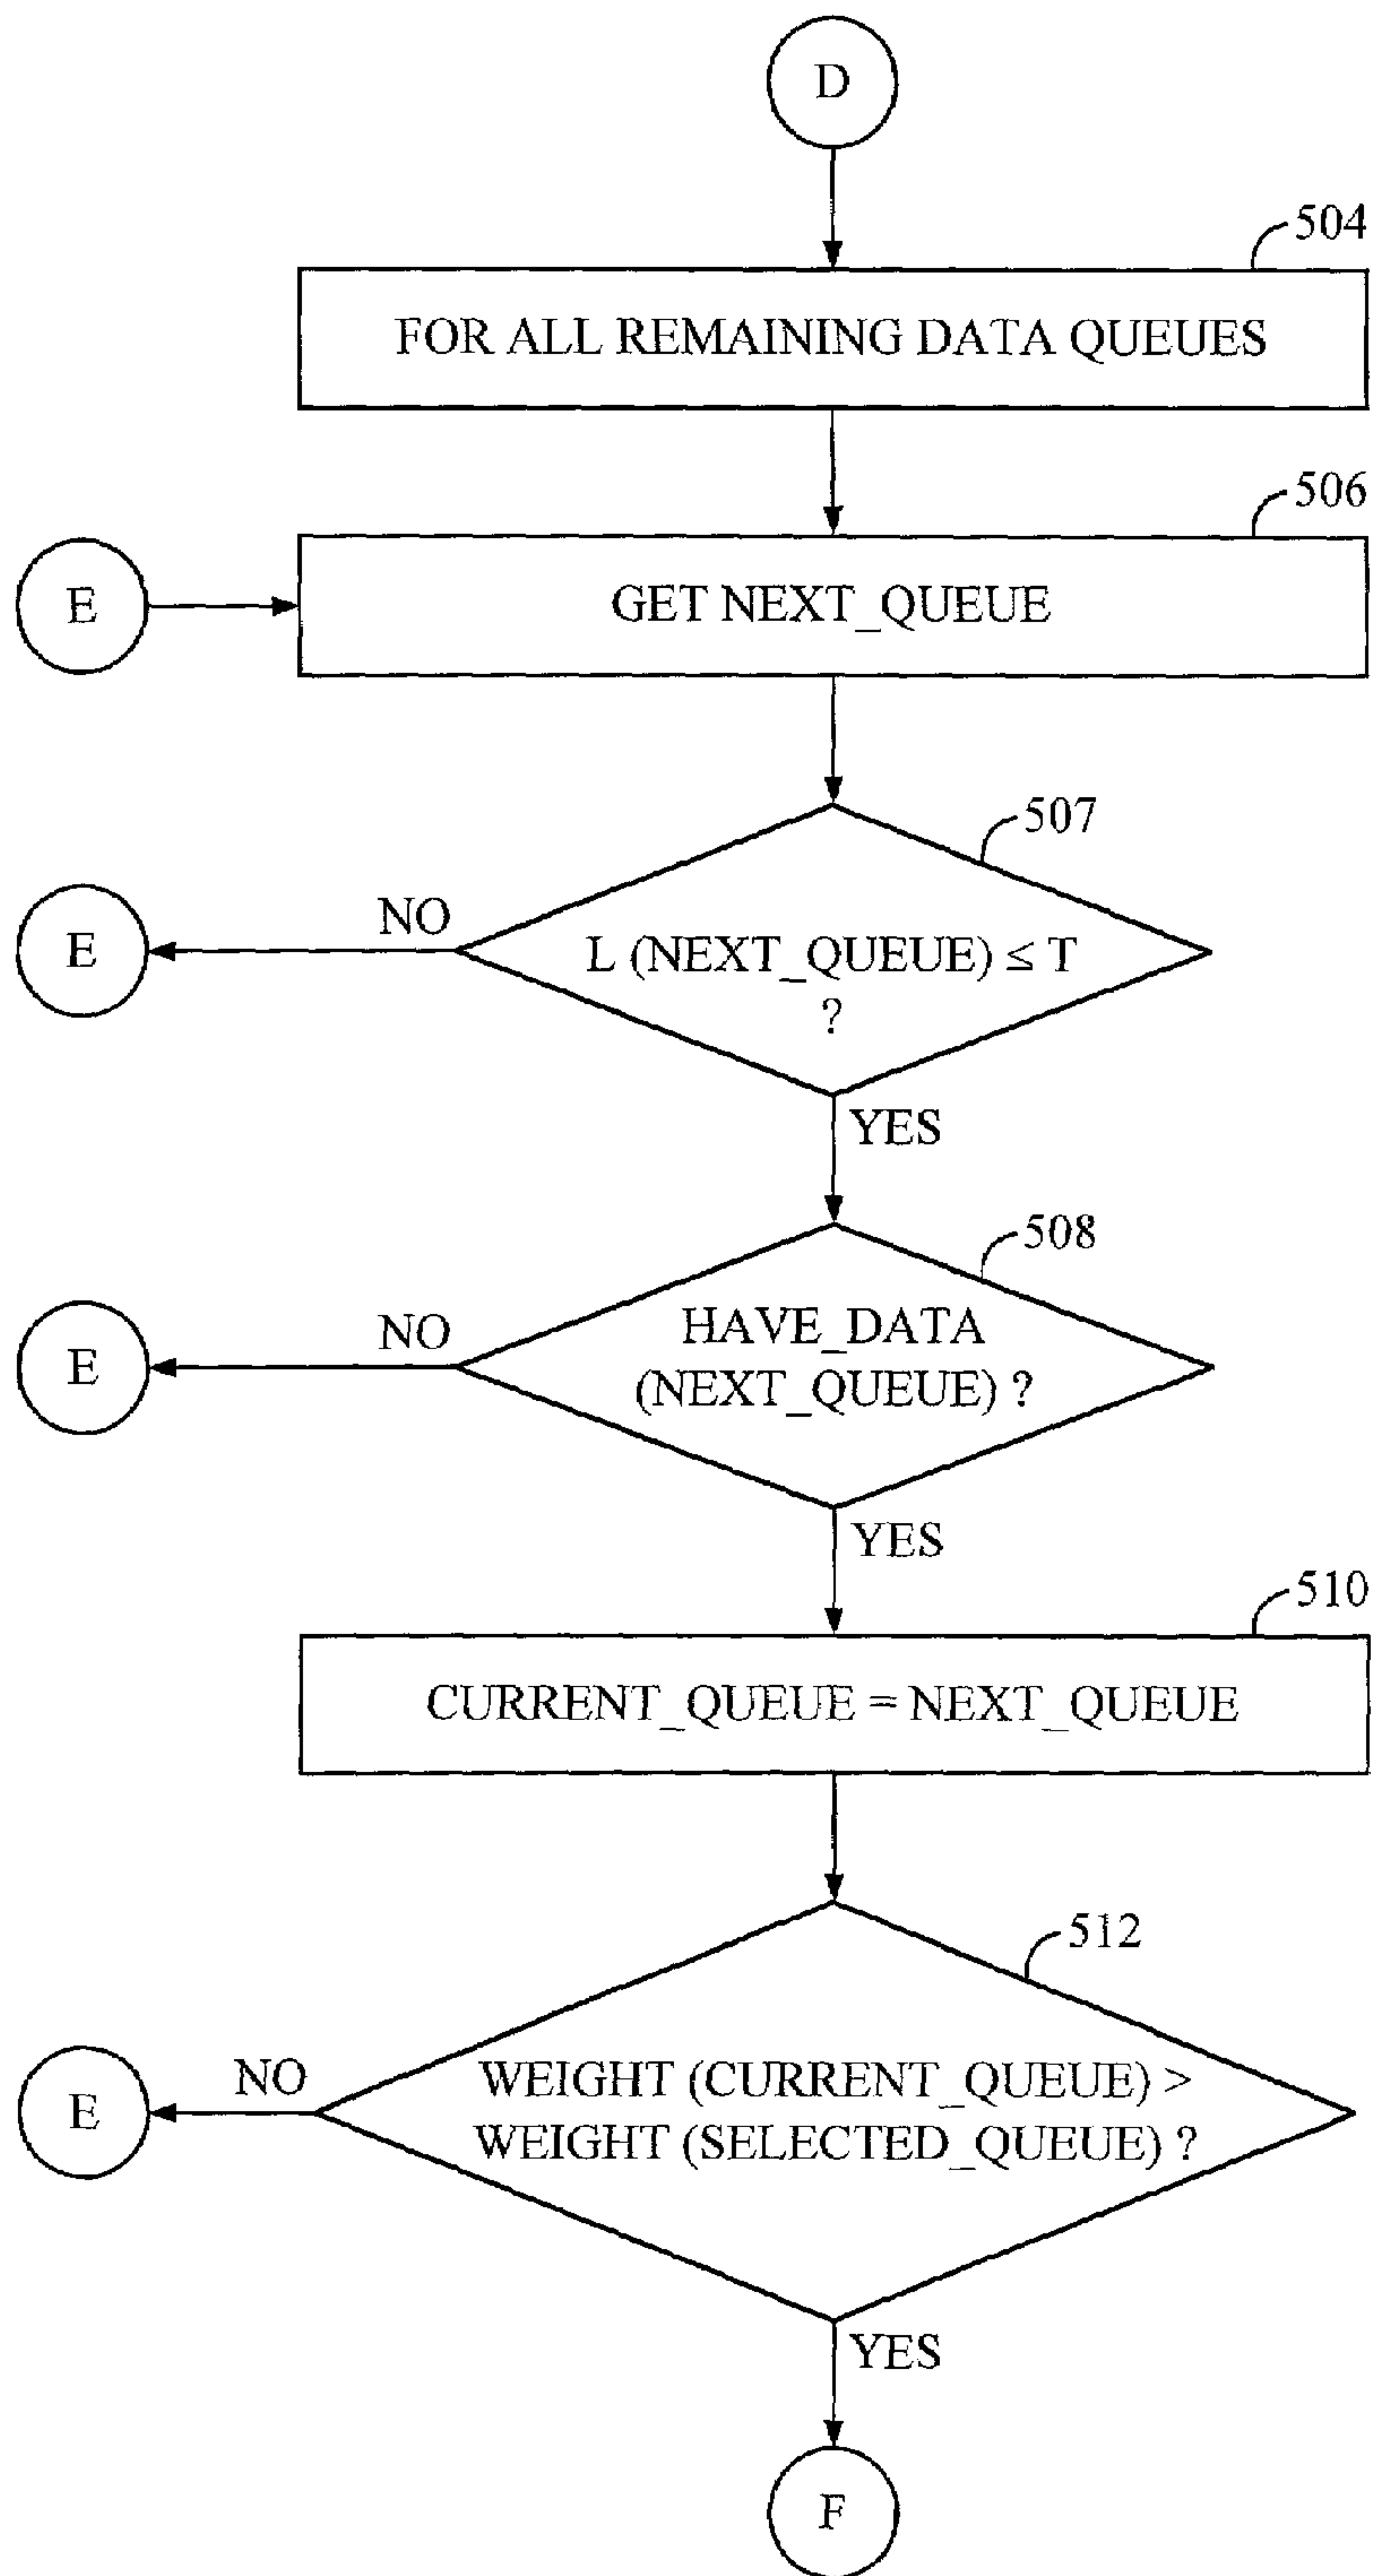 D
504
FOR ALL REMAINING DATA QUEUES
506
E
GET NEXT_QUEUE
507
E
NO
L (NEXT_QUEUE) ≤ T
?
YES
508
E
NO
HAVE_DATA
(NEXT_QUEUE) ?
YES
510
CURRENT_QUEUE = NEXT_QUEUE
512
E
NO
WEIGHT (CURRENT_QUEUE) >
WEIGHT (SELECTED_QUEUE) ?
YES
F